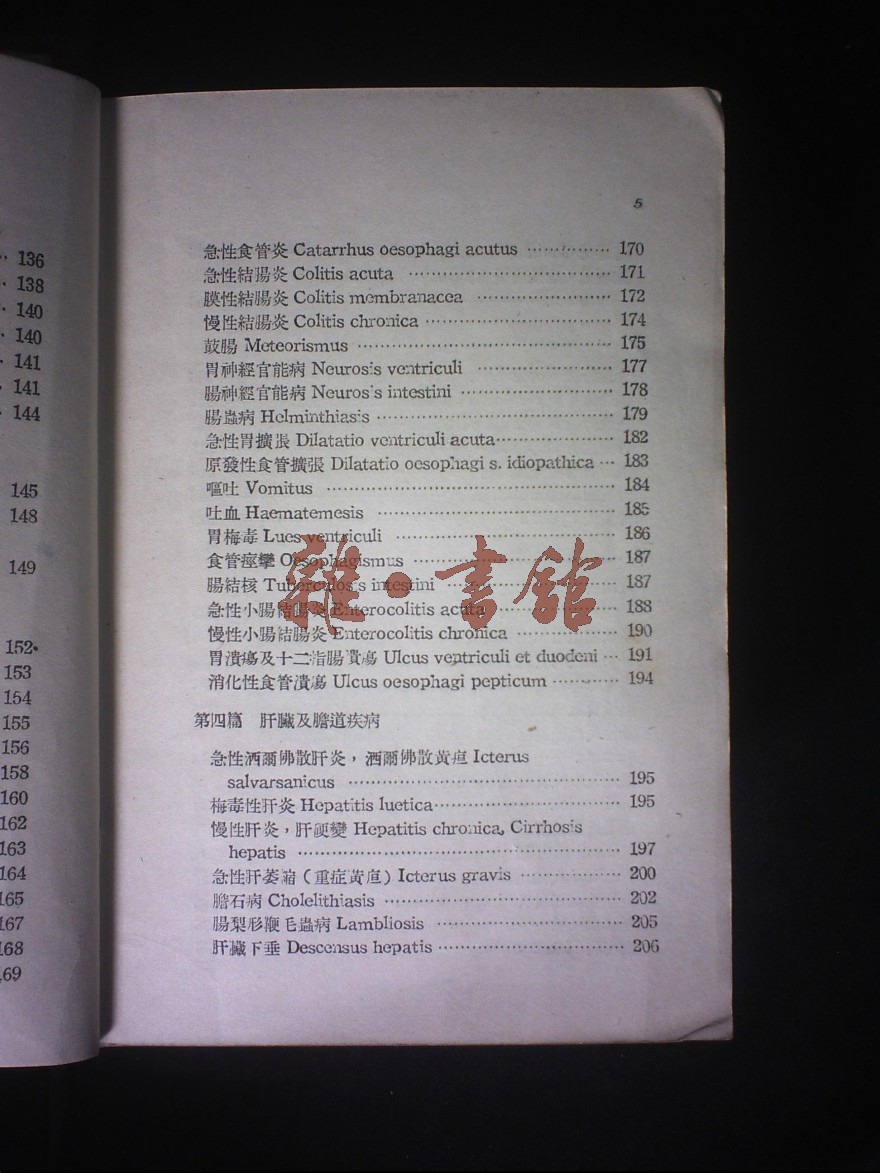 136
138
140
140
141
141
144
145
148
149
152
153
154
155
156
158
160
162
163
164
165
167
168
169
5
急性食管炎 Catarrhus oesophagi acutus ⋯⋯⋯⋯⋯ 170
急性結腸炎 Colitis acuta ⋯⋯⋯⋯⋯ 171
膜性結腸炎 Colitis membranacea ⋯⋯⋯⋯⋯ 172
慢性結腸炎 Colitis chronica ⋯⋯⋯⋯⋯ 174
鼓腸 Meteorismus ⋯⋯⋯⋯⋯ 175
胃神經官能病 Neurosis ventriculi ⋯⋯⋯⋯⋯ 177
腸神經官能病 Neurosis intestini ⋯⋯⋯⋯⋯ 178
腸蟲病 Helminthiasis ⋯⋯⋯⋯⋯ 179
急性胃擴張 Dilatatio ventriculi acuta ⋯⋯⋯⋯⋯ 182
原發性食管擴張 Dilatatio oesophagi s. idiopathica ⋯ 183
嘔吐 Vomitus ⋯⋯⋯⋯⋯ 184
吐血 Haematemesis ⋯⋯⋯⋯⋯ 185
胃梅毒 Lues ventriculi ⋯⋯⋯⋯⋯ 186
食管痙攣 Oesophagismus ⋯⋯⋯⋯⋯ 187
腸結核 Tuberculosis intestini ⋯⋯⋯⋯⋯ 187
急性小腸結腸炎 Enterocolitis acuta ⋯⋯⋯⋯⋯ 188
慢性小腸結腸炎 Enterocolitis chronica ⋯⋯⋯⋯⋯ 190
胃潰瘍及十二指腸潰瘍 Ulcus ventriculi et duodeni ⋯ 191
消化性食管潰瘍 Ulcus oesophagi pepticum ⋯⋯⋯⋯⋯ 194
雜·書館
第四篇 肝臟及膽道疾病
急性洒爾佛散肝炎，洒爾佛散黃疸 Icterus
salvarsanicus ⋯⋯⋯⋯⋯ 195
梅毒性肝炎 Hepatitis luetica ⋯⋯⋯⋯⋯ 195
慢性肝炎，肝硬變 Hepatitis chronica, Cirrhosis
hepatis ⋯⋯⋯⋯⋯ 197
急性肝萎縮（重症黃疸）Icterus gravis ⋯⋯⋯⋯⋯ 200
膽石病 Cholelithiasis ⋯⋯⋯⋯⋯ 202
腸梨形鞭毛蟲病 Lambliosis ⋯⋯⋯⋯⋯ 205
肝臟下垂 Descensus hepatis ⋯⋯⋯⋯⋯ 206